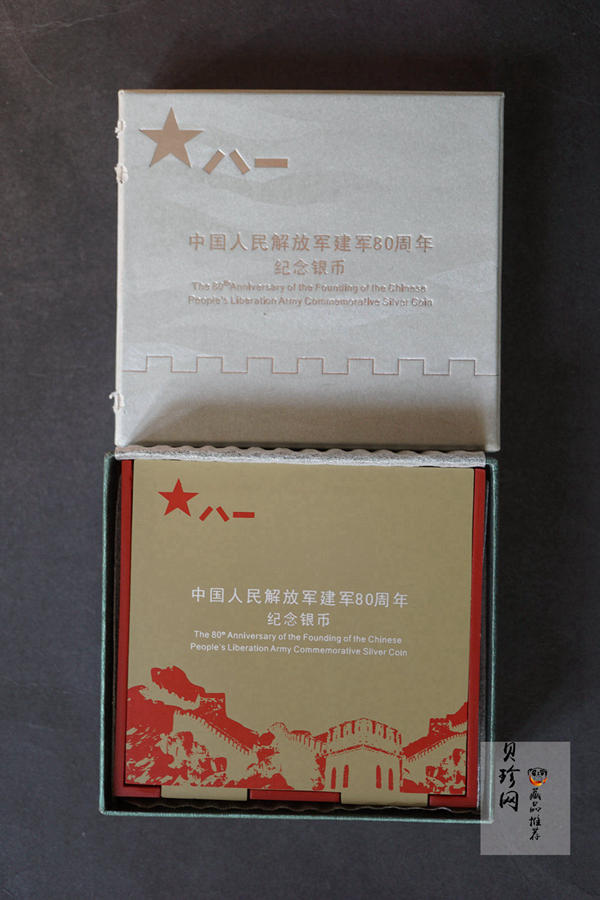 八一
中国人民解放军建军80周年
纪念银币
The 80th Anniversary of the Founding of the Chinese
People's Liberation Army Commemorative Silver Coin
八一
中国人民解放军建军80周年
纪念银币
The 80th Anniversary of the Founding of the Chinese
People's Liberation Army Commemorative Silver Coin
贝珍网
藏品推荐